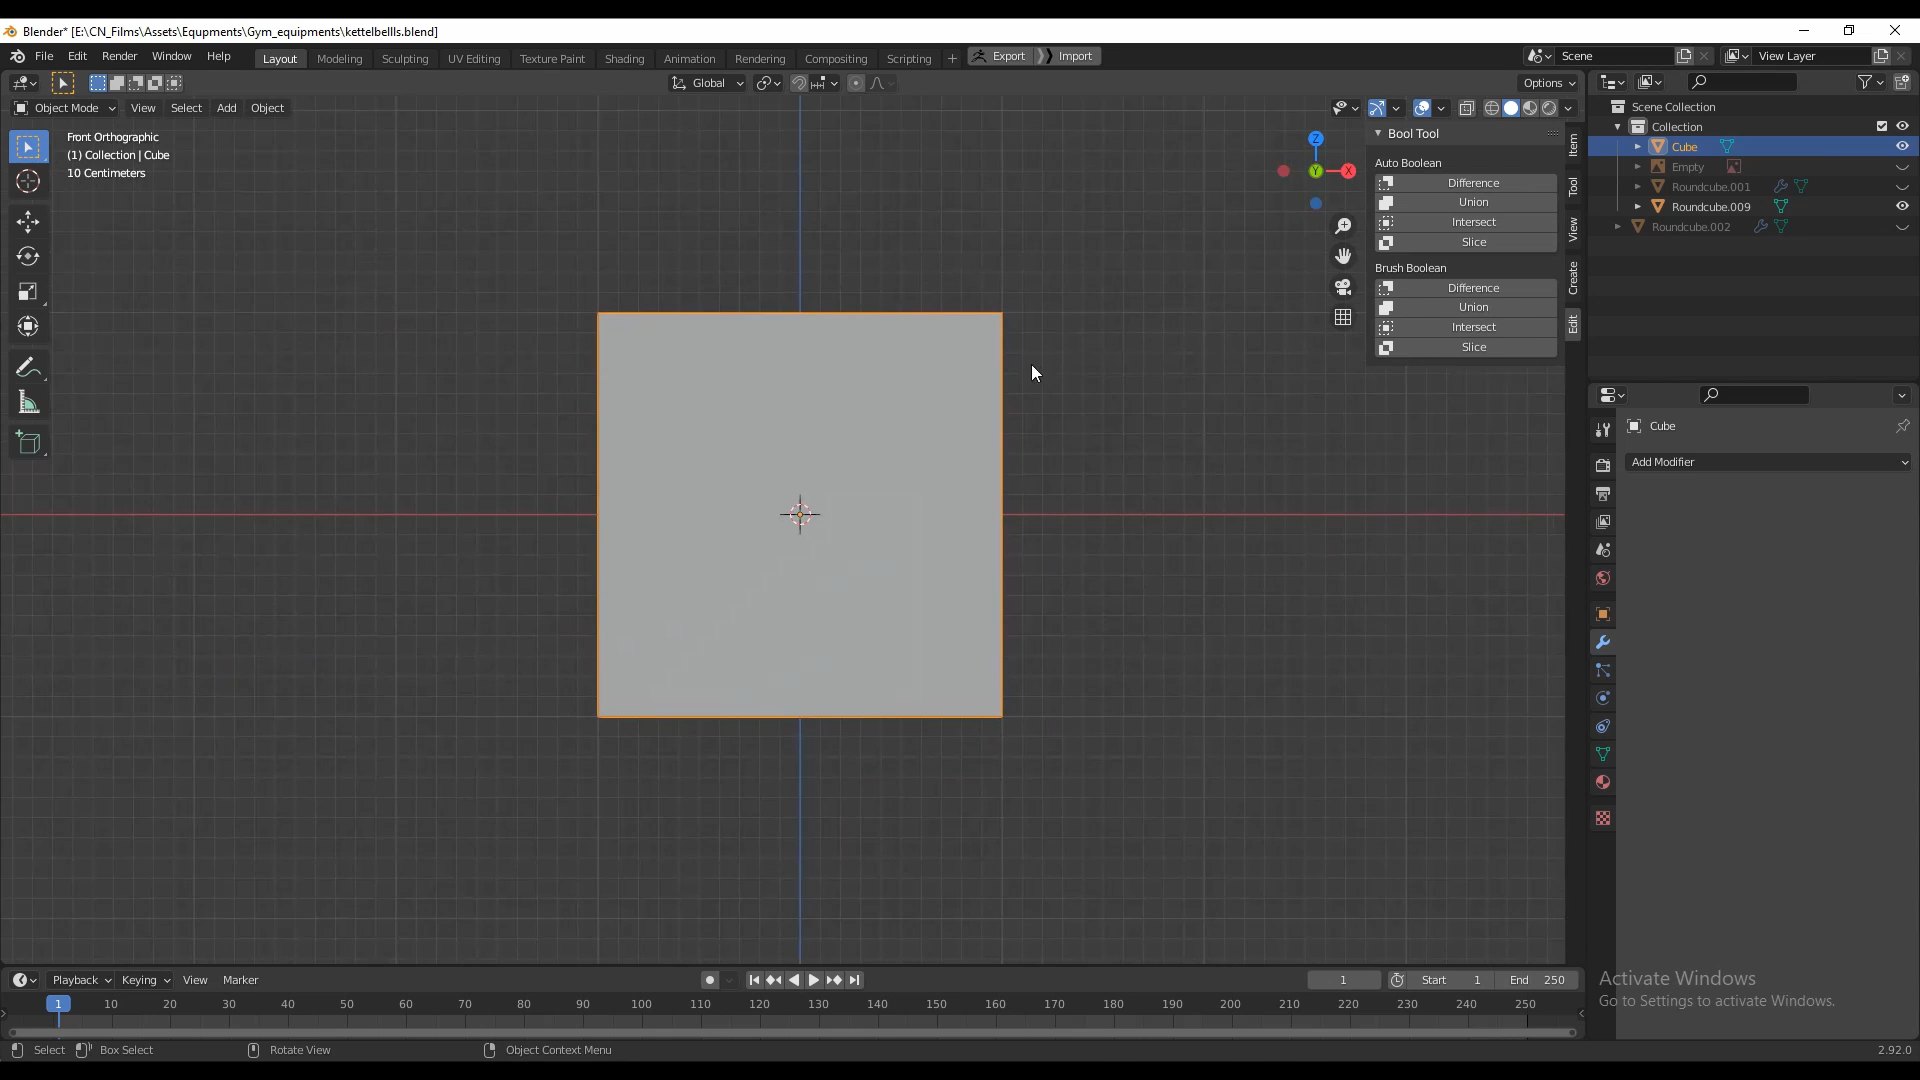 Blender* [E:\CN_Films\Assets\Equpments\Gym_equipments\kettelbellls.blend]
File Edit Render Window Help Layout Modeling Sculpting UV Editing Texture Paint Shading Animation Rendering Compositing Scripting + Export Import Scene View Layer
Global Options
Object Mode View Select Add Object
Front Orthographic
(1) Collection | Cube
10 Centimeters
Z
Y
X
Bool Tool
Auto Boolean
Difference
Union
Intersect
Slice
Brush Boolean
Difference
Union
Intersect
Slice
Item
Tool
View
Create
Edit
Scene Collection
Collection
Cube
Empty
Roundcube.001
Roundcube.009
Roundcube.002
Cube
Add Modifier
Activate Windows
Go to Settings to activate Windows.
Playback Keying View Marker 1 Start 1 End 250
1 10 20 30 40 50 60 70 80 90 100 110 120 130 140 150 160 170 180 190 200 210 220 230 240 250
Select Box Select Rotate View Object Context Menu 2.92.0